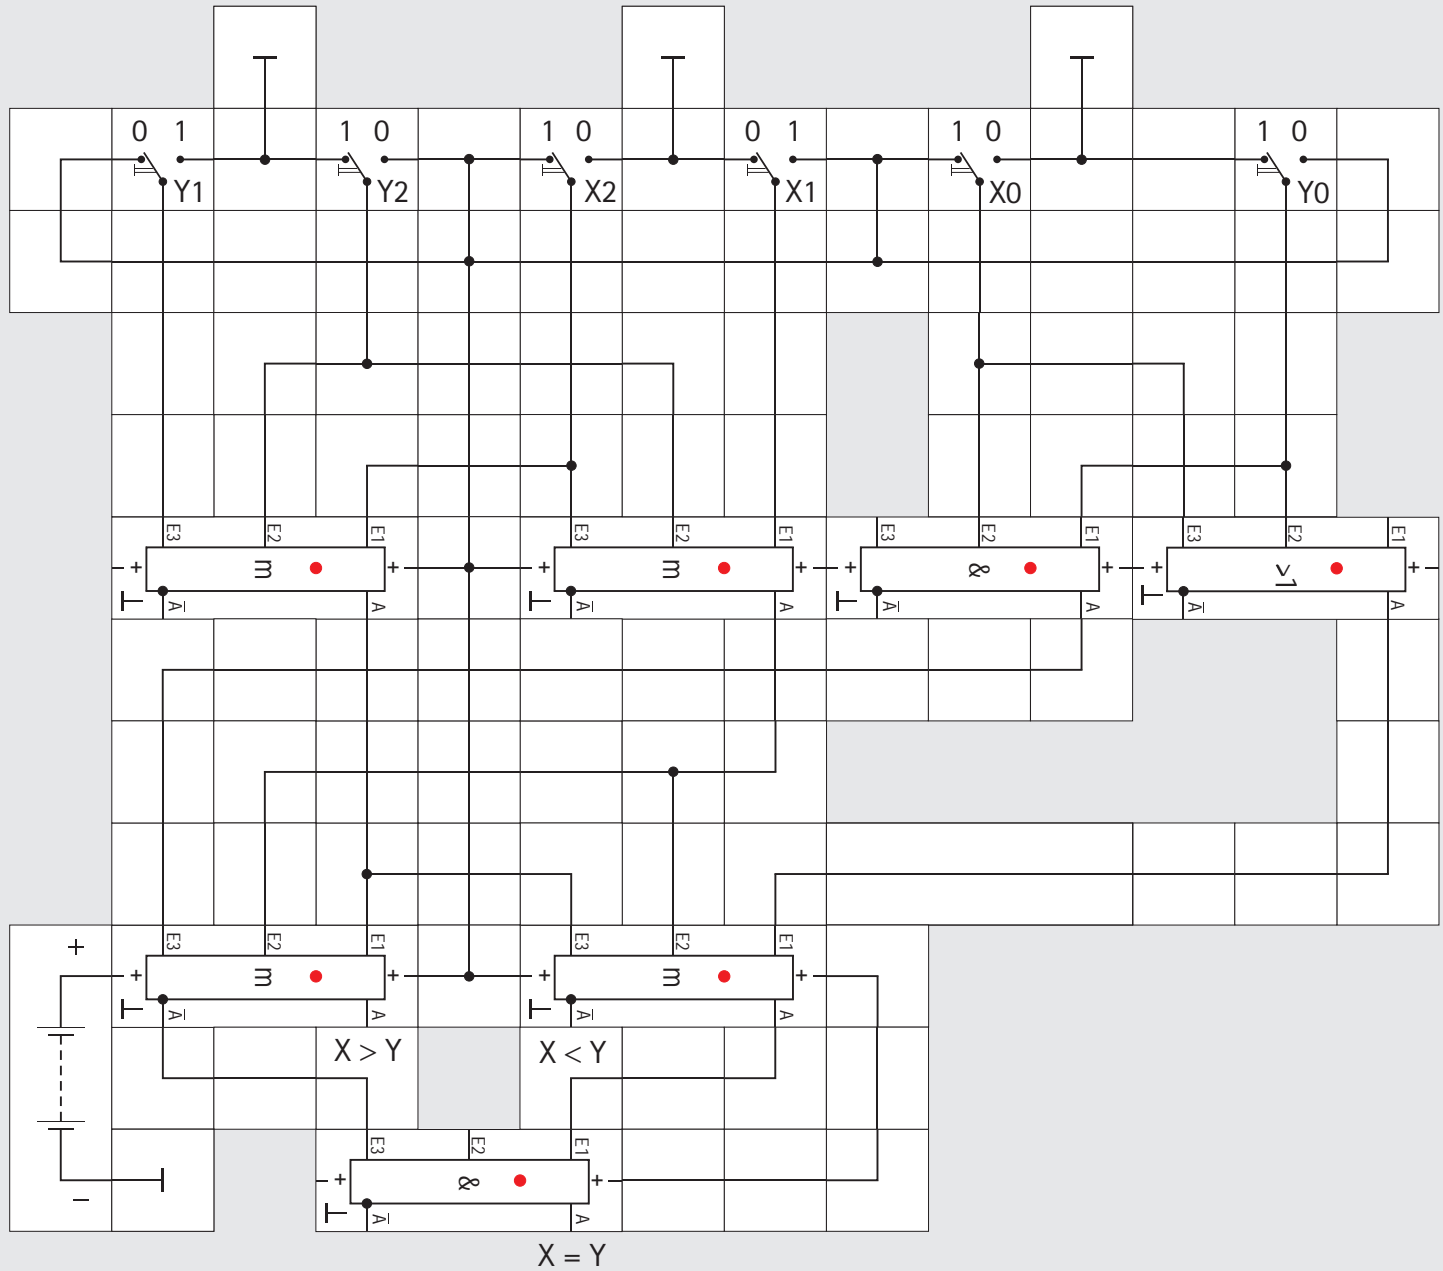 0 1
1 0
1 0
0 1
1 0
1 0
Y1
Y2
X2
X1
X0
Y0
E3 E2 E1
E3 E2 E1
E3 E2 E1
E3 E2 E1
+ m +
+ m +
+ & +
+ ≥1 +
A̅ A
A̅ A
A̅ A
A̅ A
+
E3 E2 E1
E3 E2 E1
+ m +
+ m +
A̅ A
A̅ A
X > Y
X < Y
E3 E2 E1
+ & +
−
A̅ A
X = Y